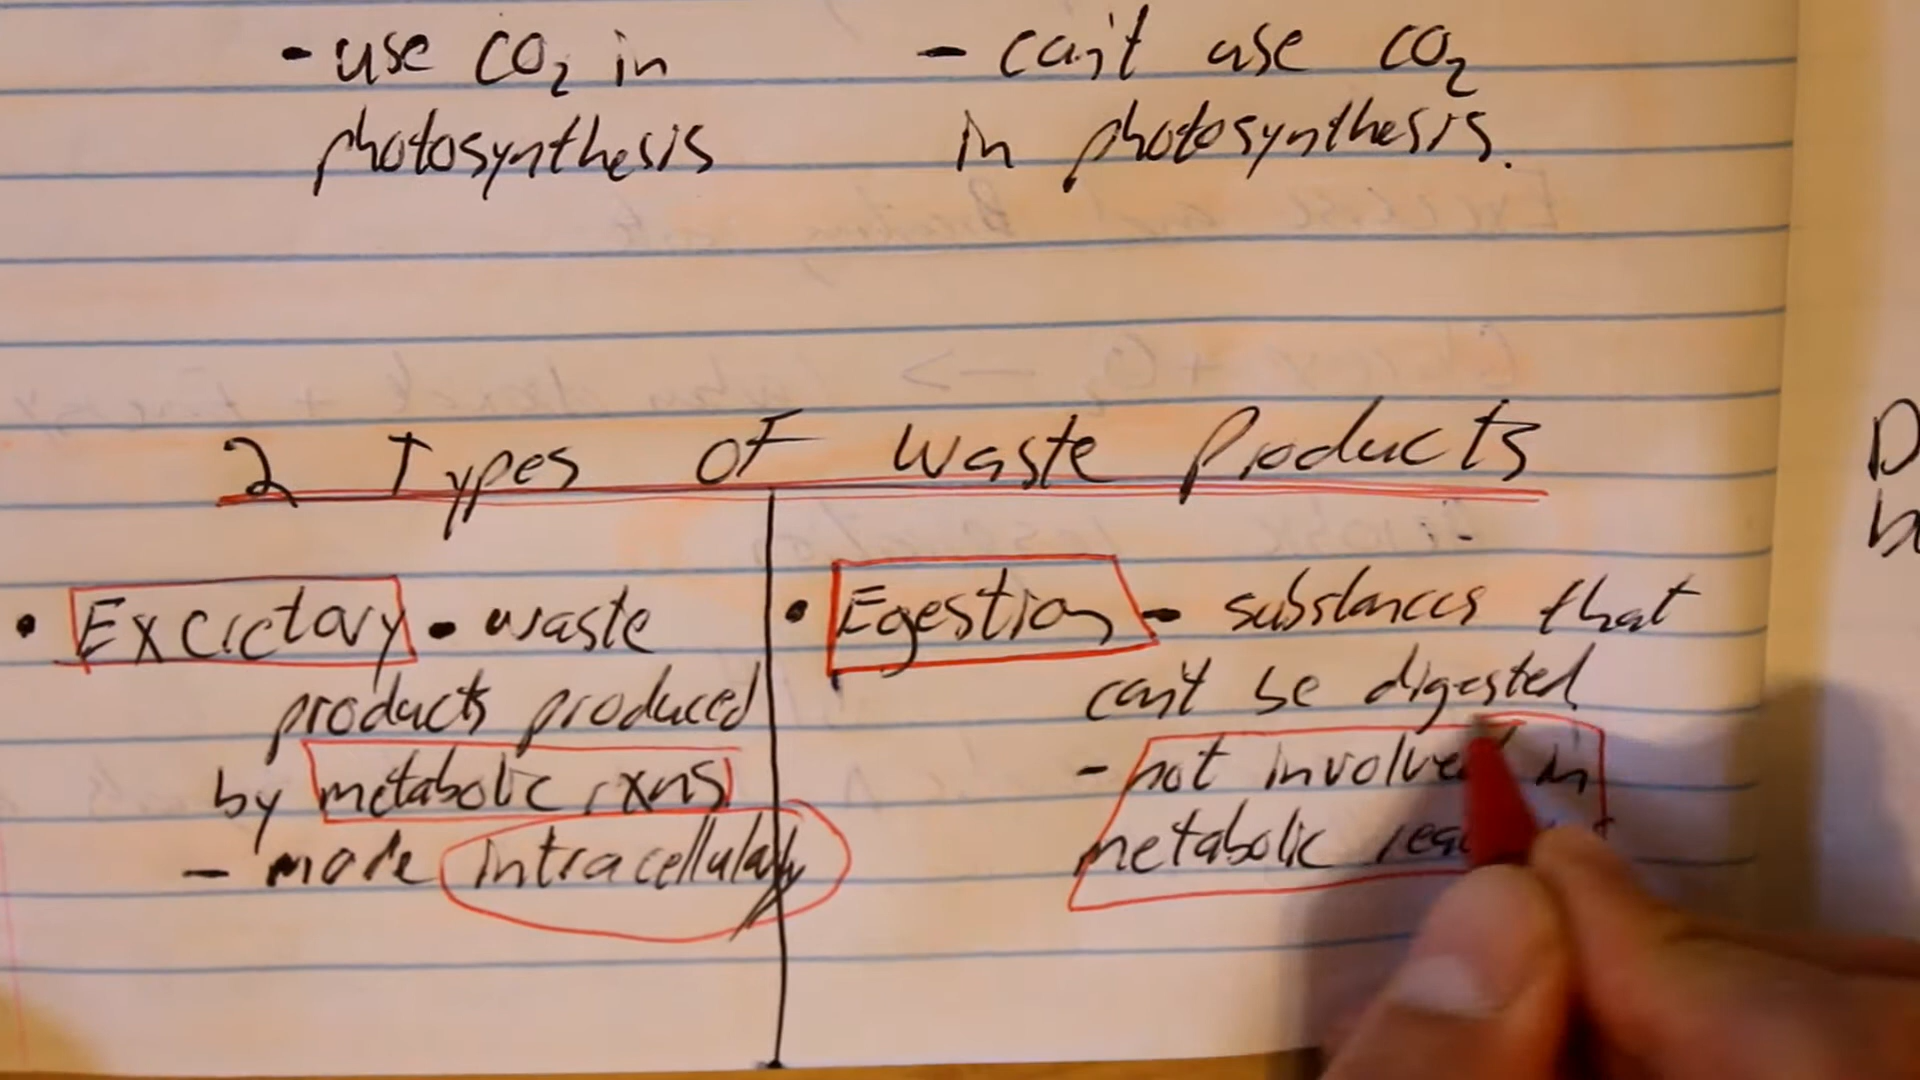 - use CO2 in
photosynthesis
- can't use CO2
in photosynthesis.
2 Types of Waste Products
• Excretory - waste
products produced
by metabolic rxns
- made intracellularly
• Egestion - substances that
can't be digested
- not involved in
metabolic
D